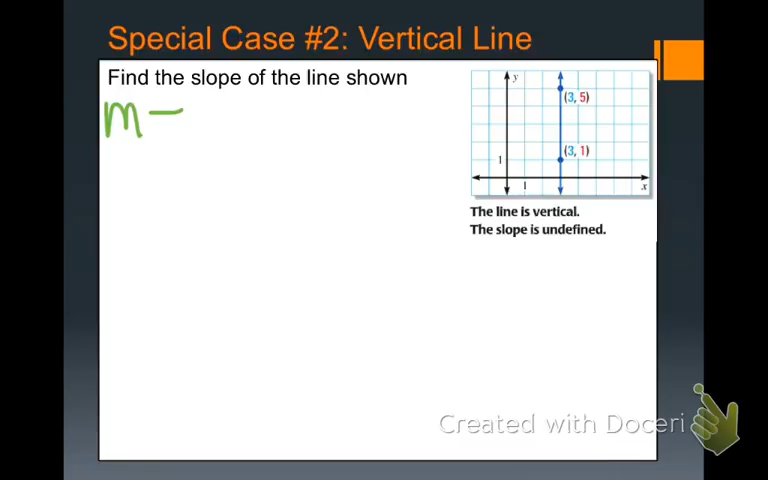 Special Case #2: Vertical Line
Find the slope of the line shown
m –
y
(3, 5)
(3, 1)
1
1
x
The line is vertical.
The slope is undefined.
Created with Doceri